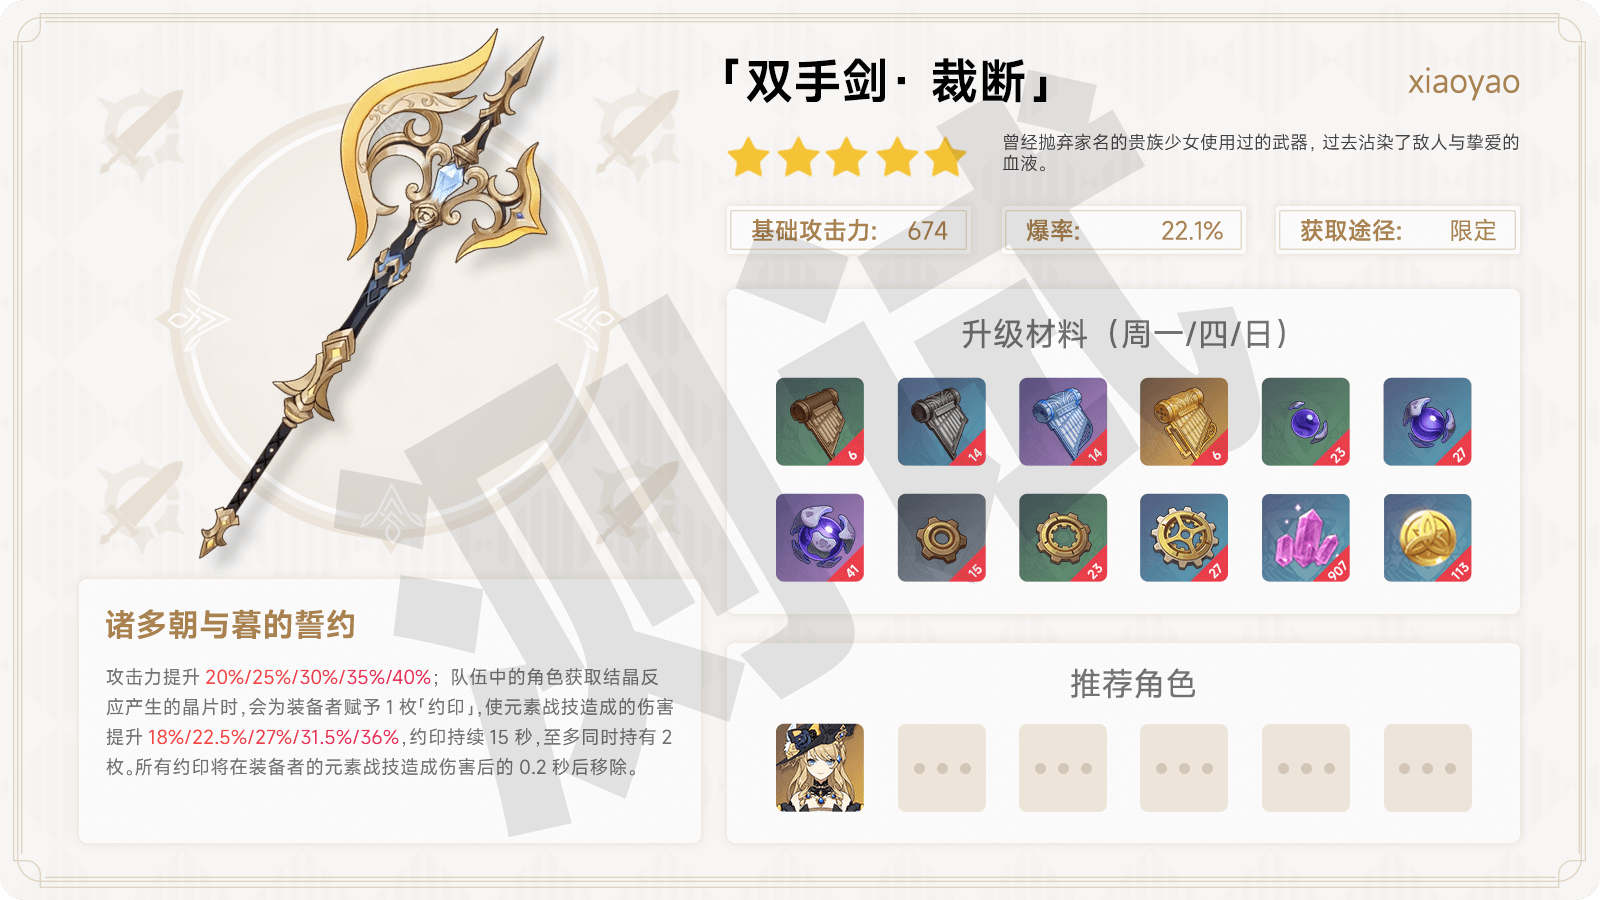 「双手剑· 裁断」
xiaoyao
曾经抛弃家名的贵族少女使用过的武器，过去沾染了敌人与挚爱的
血液。
基础攻击力: 674
爆率: 22.1%
获取途径: 限定
升级材料（周一/四/日）
6 14 14 6 23 27
41 15 23 27 907 113
诸多朝与暮的誓约
攻击力提升 20%/25%/30%/35%/40%；队伍中的角色获取结晶反
应产生的晶片时,会为装备者赋予 1 枚「约印」,使元素战技造成的伤害
提升 18%/22.5%/27%/31.5%/36%,约印持续 15 秒,至多同时持有 2
枚。所有约印将在装备者的元素战技造成伤害后的 0.2 秒后移除。
推荐角色
测试